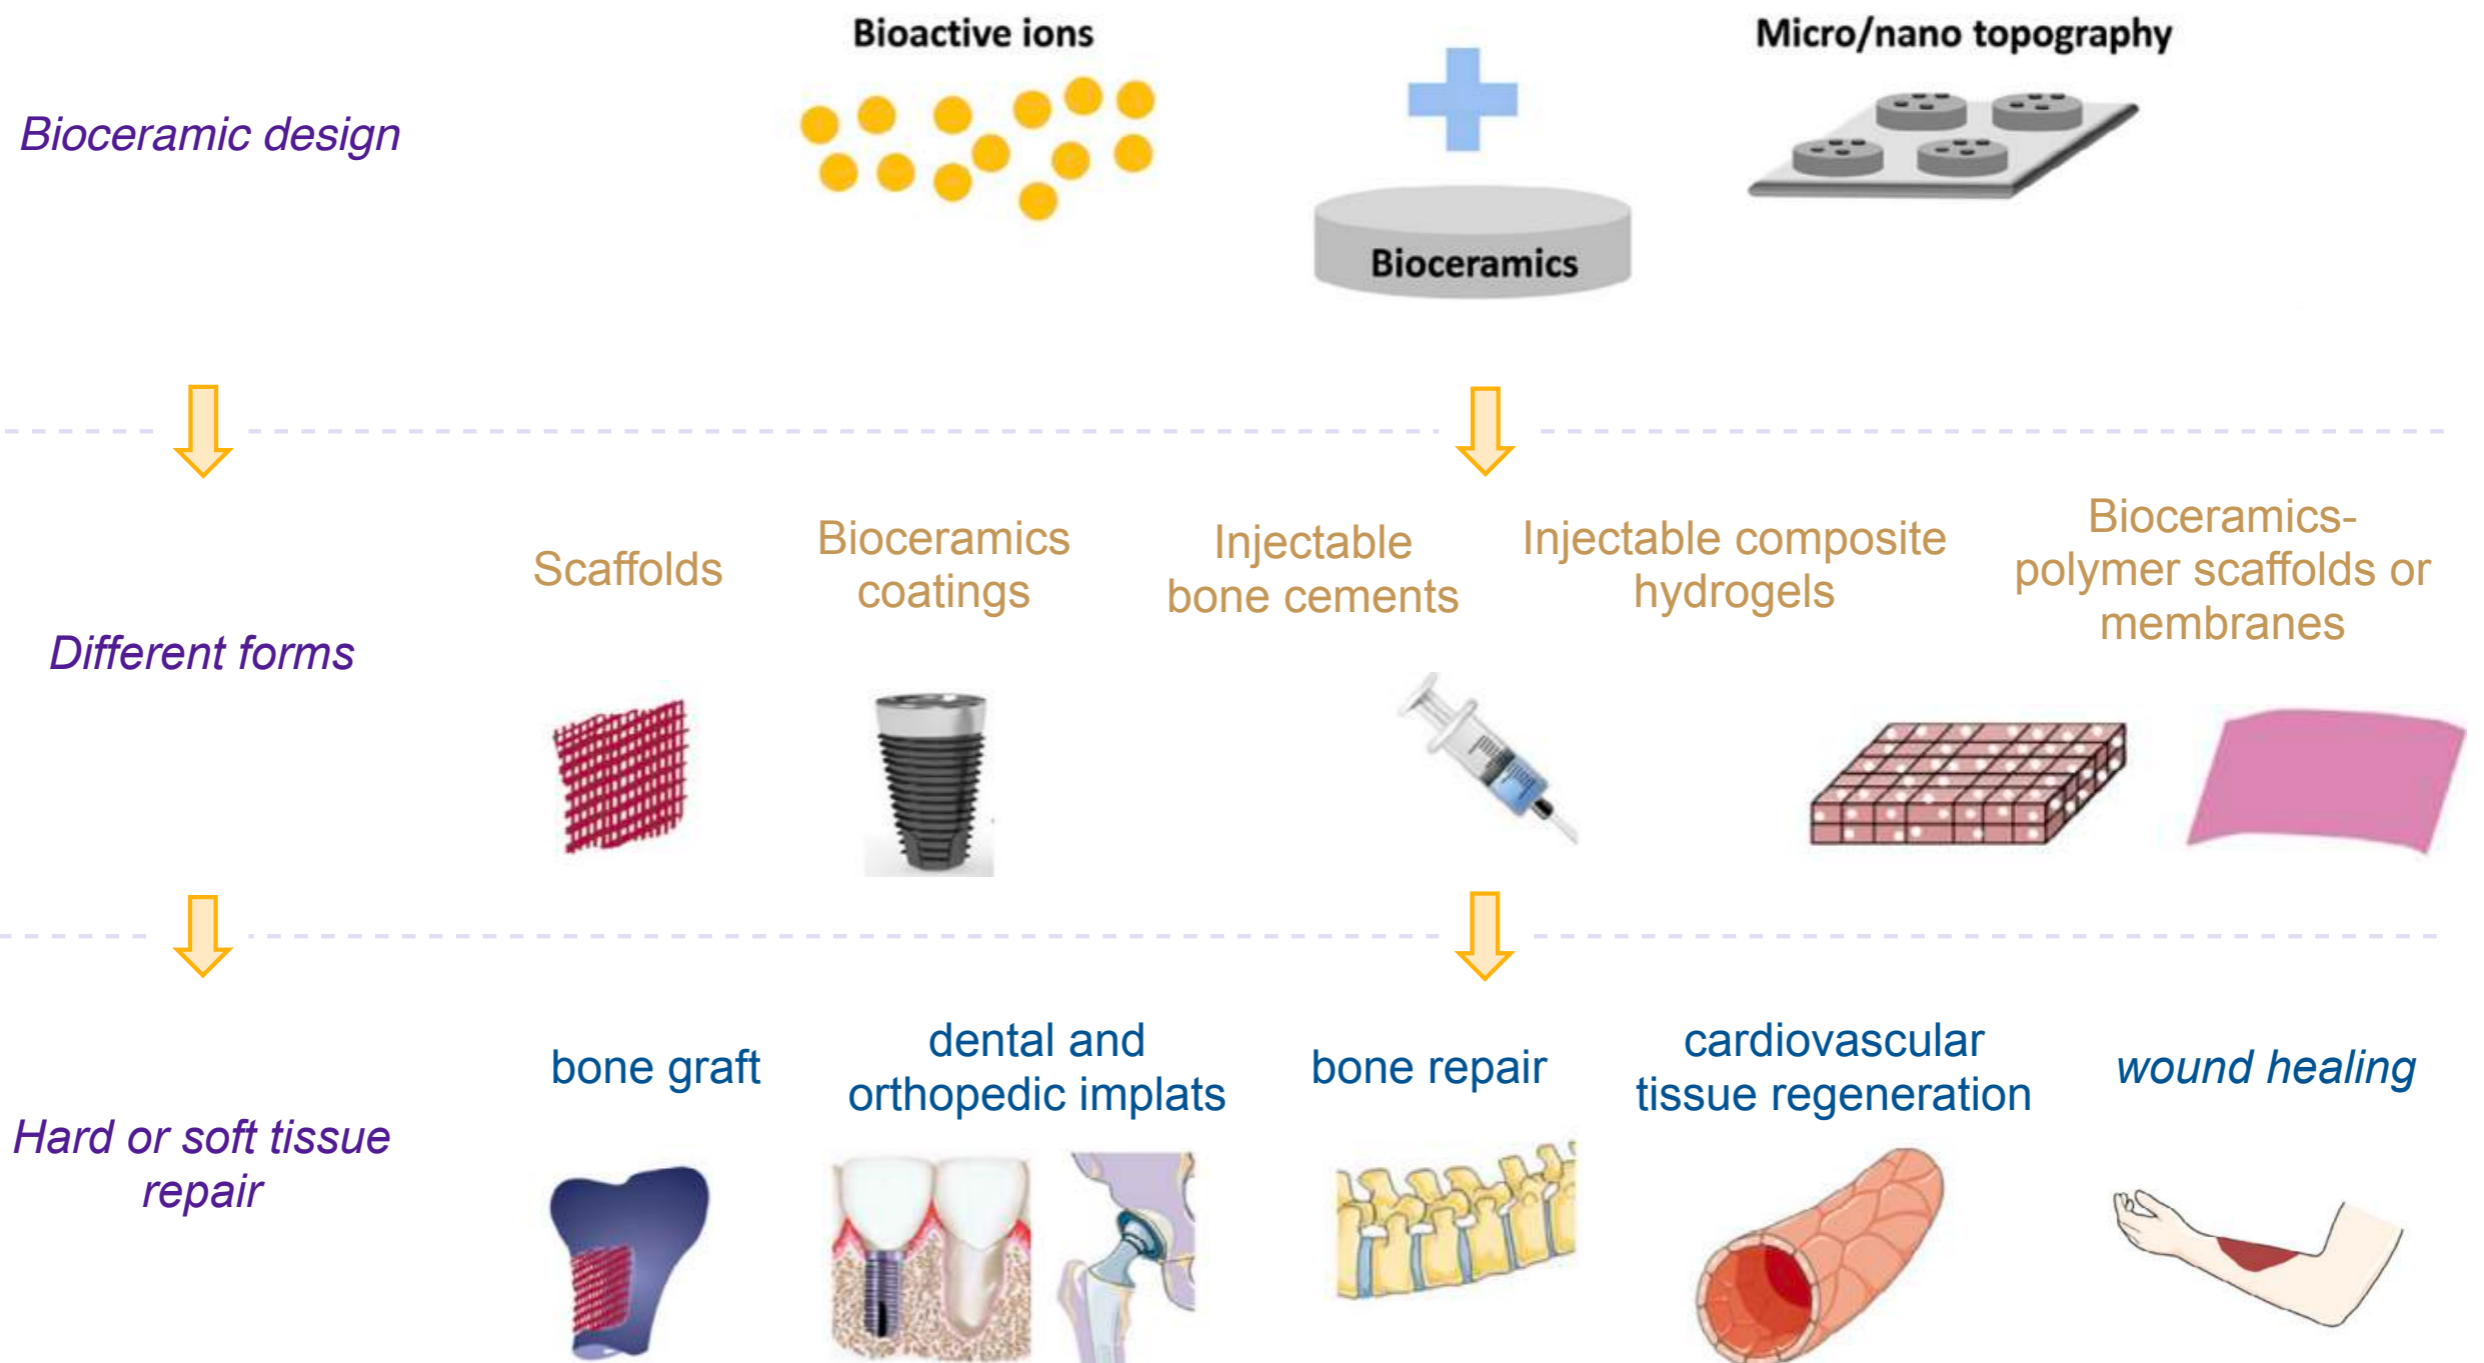 Bioactive ions
Micro/nano topography
Bioceramic design
Bioceramics
Scaffolds
Bioceramics
coatings
Injectable
bone cements
Injectable composite
hydrogels
Bioceramics-
polymer scaffolds or
membranes
Different forms
bone graft
dental and
orthopedic implats
bone repair
cardiovascular
tissue regeneration
wound healing
Hard or soft tissue
repair